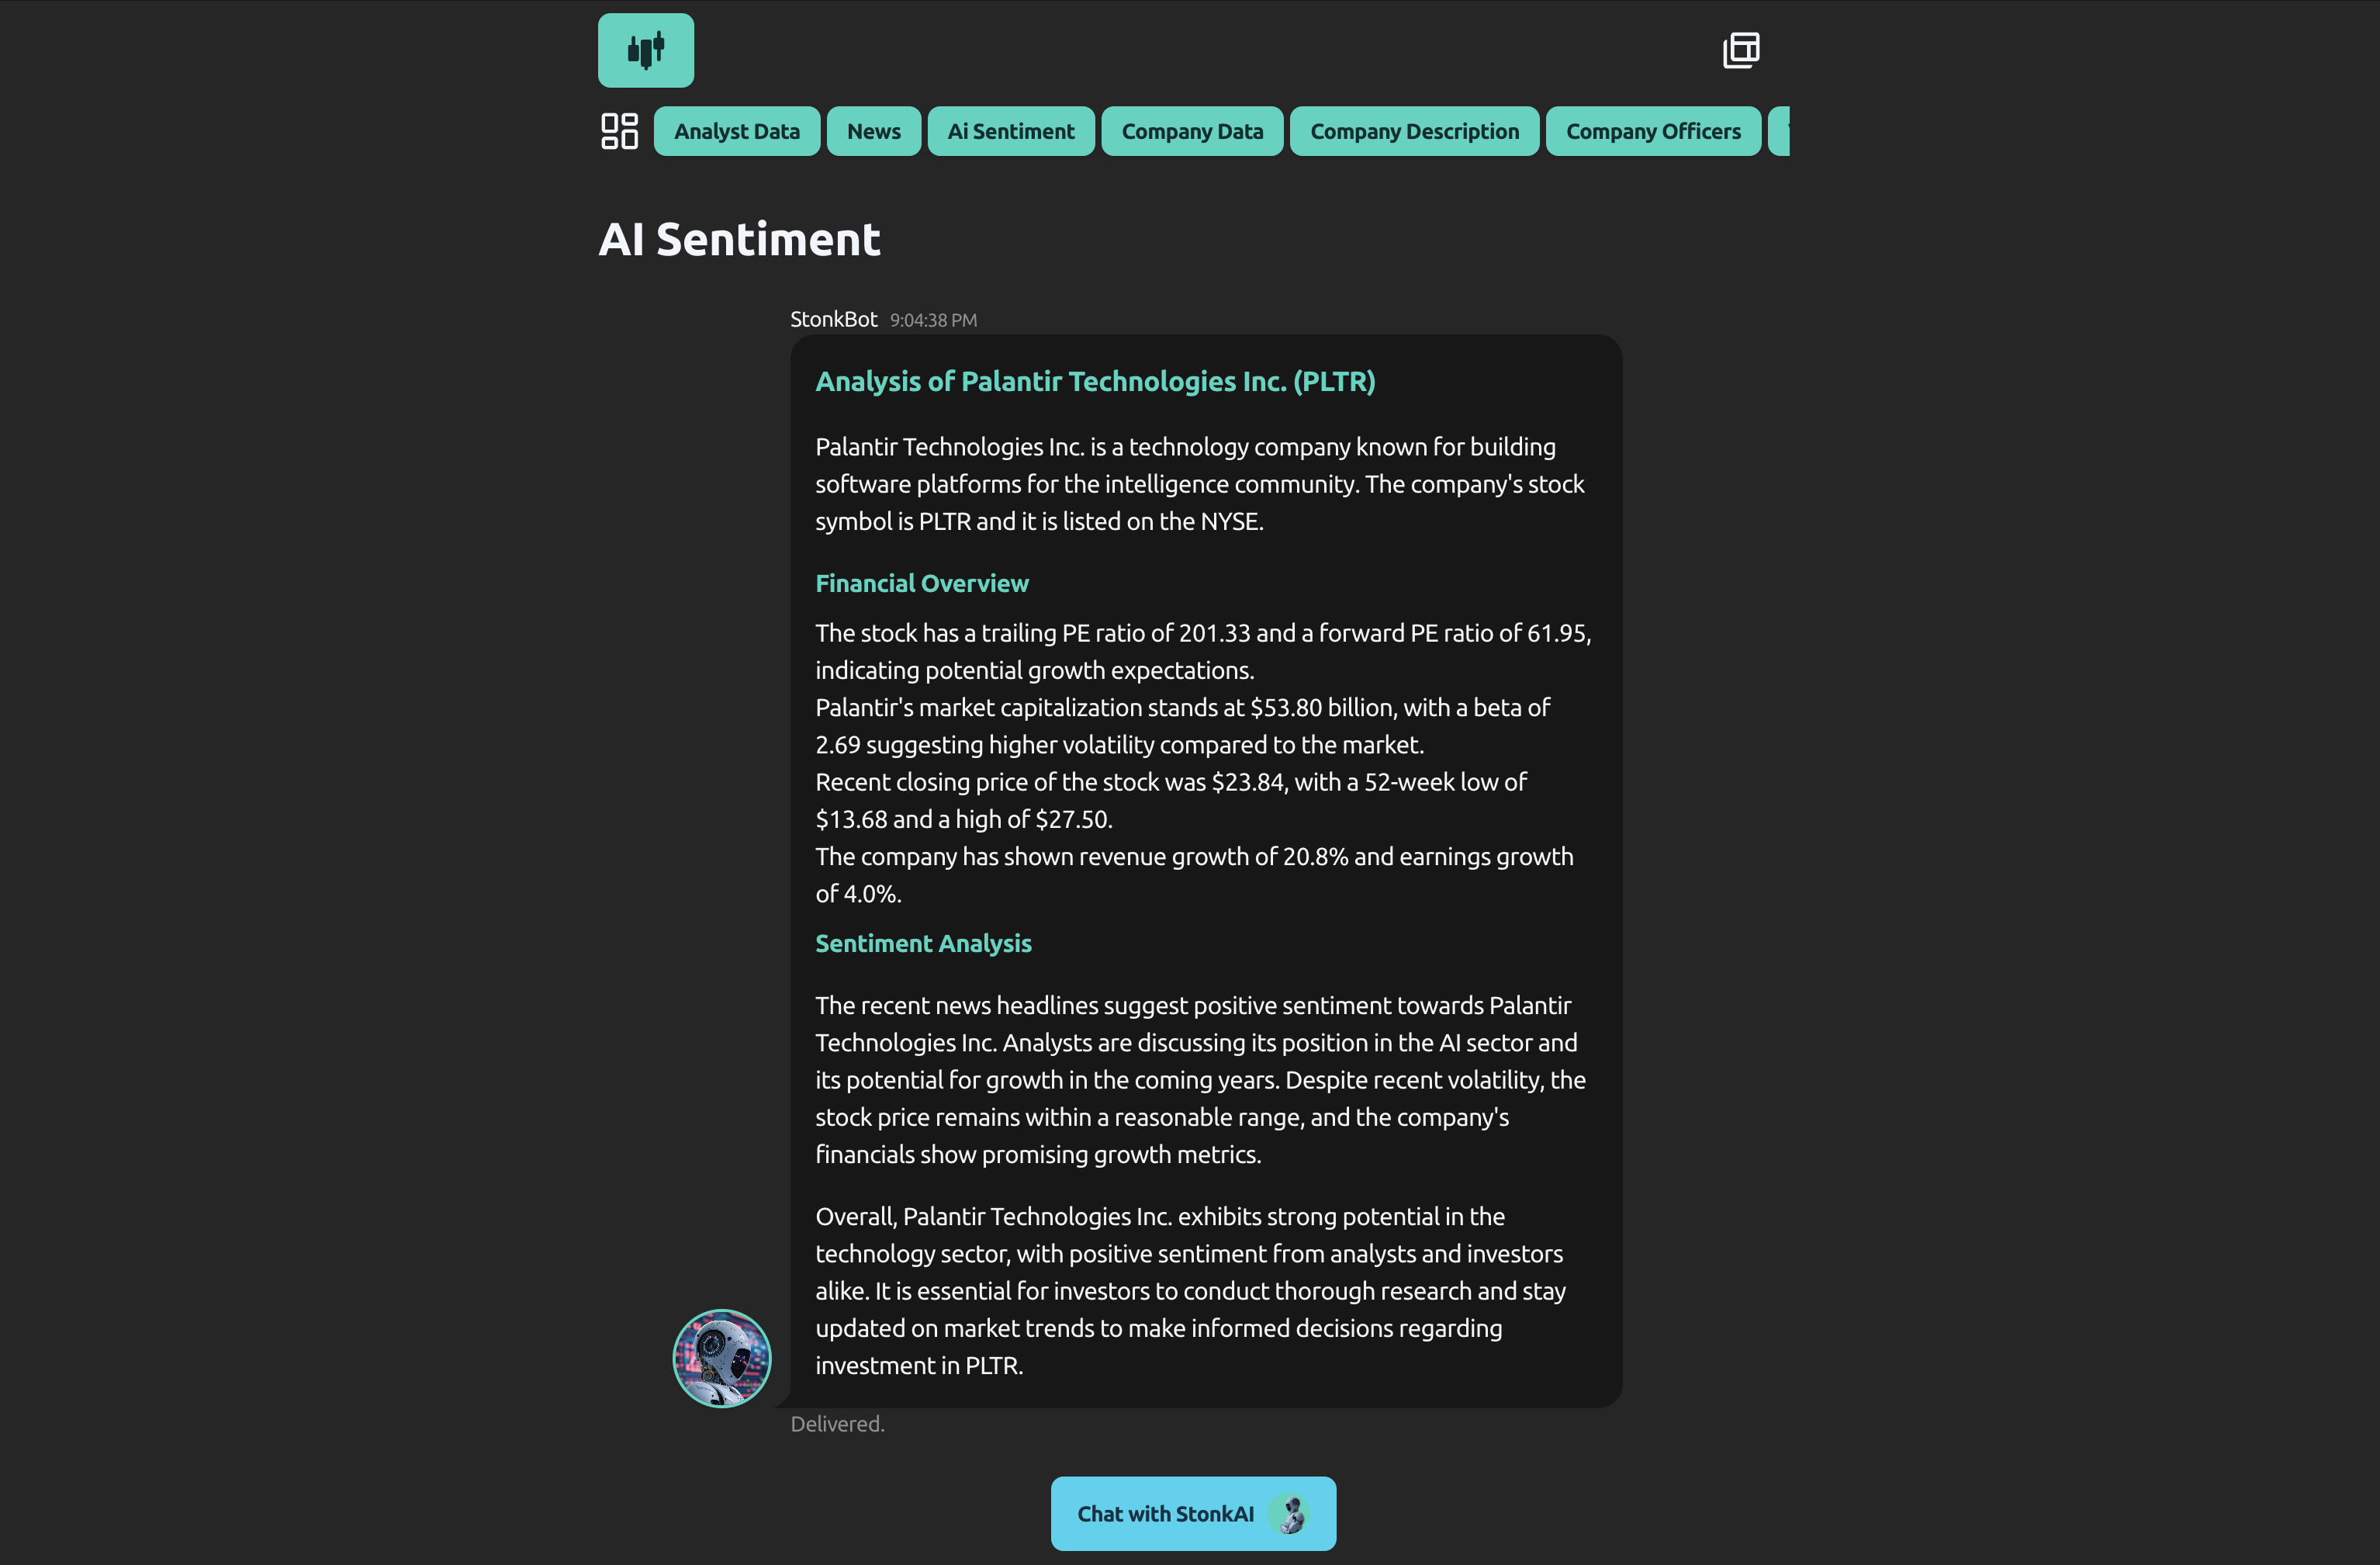 Analyst Data
News
Ai Sentiment
Company Data
Company Description
Company Officers
AI Sentiment
StonkBot 9:04:38 PM
Analysis of Palantir Technologies Inc. (PLTR)
Palantir Technologies Inc. is a technology company known for building
software platforms for the intelligence community. The company's stock
symbol is PLTR and it is listed on the NYSE.
Financial Overview
The stock has a trailing PE ratio of 201.33 and a forward PE ratio of 61.95,
indicating potential growth expectations.
Palantir's market capitalization stands at $53.80 billion, with a beta of
2.69 suggesting higher volatility compared to the market.
Recent closing price of the stock was $23.84, with a 52-week low of
$13.68 and a high of $27.50.
The company has shown revenue growth of 20.8% and earnings growth
of 4.0%.
Sentiment Analysis
The recent news headlines suggest positive sentiment towards Palantir
Technologies Inc. Analysts are discussing its position in the AI sector and
its potential for growth in the coming years. Despite recent volatility, the
stock price remains within a reasonable range, and the company's
financials show promising growth metrics.
Overall, Palantir Technologies Inc. exhibits strong potential in the
technology sector, with positive sentiment from analysts and investors
alike. It is essential for investors to conduct thorough research and stay
updated on market trends to make informed decisions regarding
investment in PLTR.
Delivered.
Chat with StonkAI